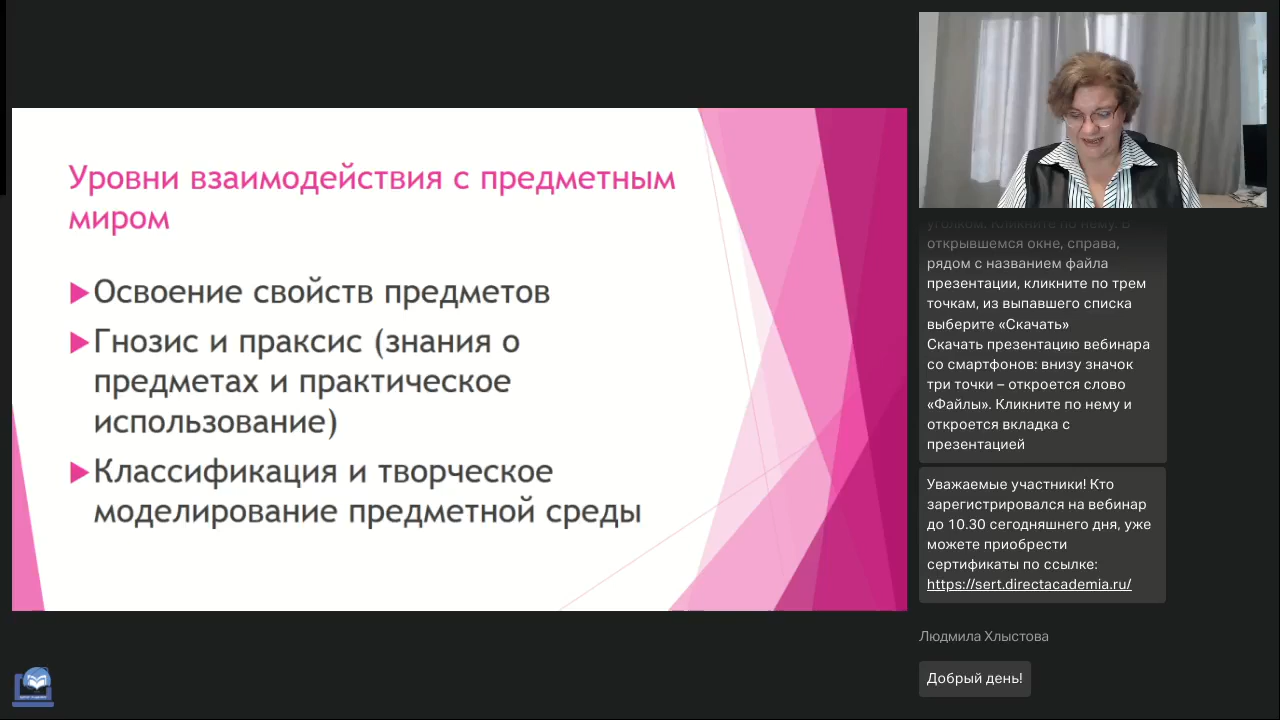 Уровни взаимодействия с предметным
миром
Освоение свойств предметов
Гнозис и праксис (знания о
предметах и практическое
использование)
Классификация и творческое
моделирование предметной среды
уголком. Кликните по нему. В
открывшемся окне, справа,
рядом с названием файла
презентации, кликните по трем
точкам, из выпавшего списка
выберите «Скачать»
Скачать презентацию вебинара
со смартфонов: внизу значок
три точки – откроется слово
«Файлы». Кликните по нему и
откроется вкладка с
презентацией
Уважаемые участники! Кто
зарегистрировался на вебинар
до 10.30 сегодняшнего дня, уже
можете приобрести
сертификаты по ссылке:
https://sert.directacademia.ru/
Людмила Хлыстова
Добрый день!